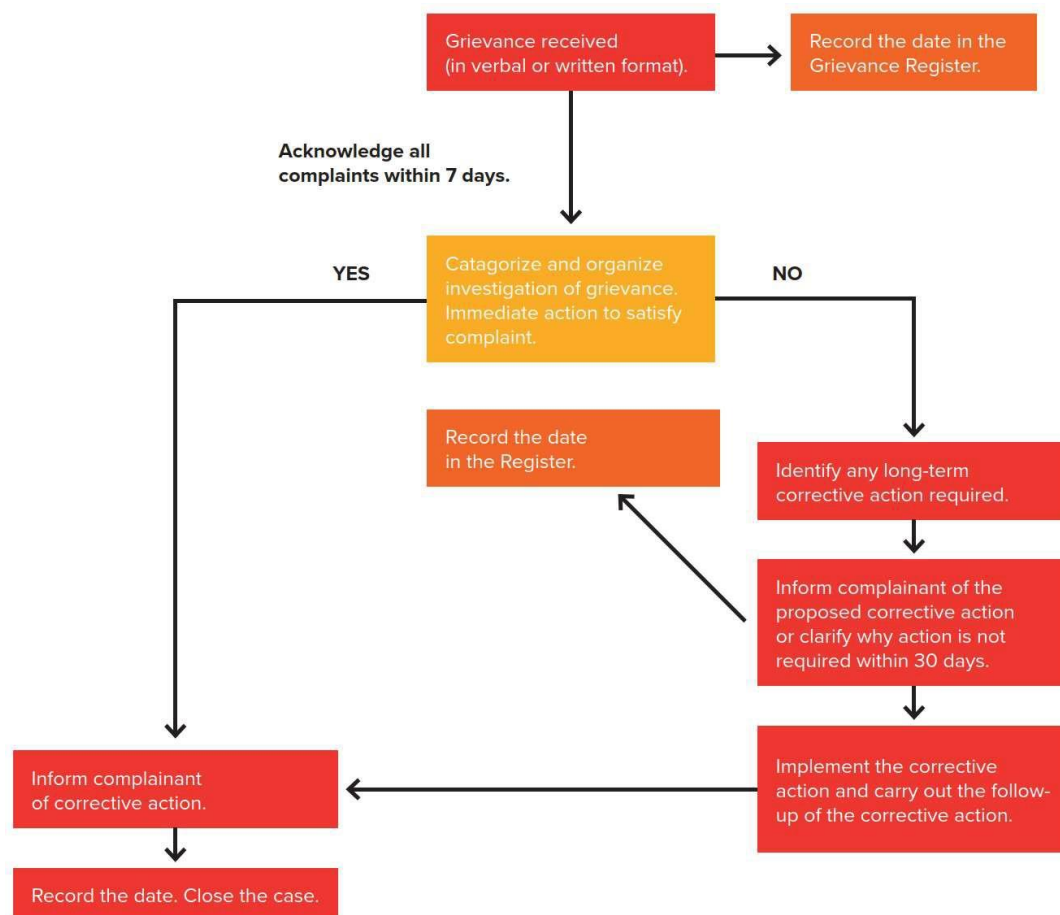 Grievance received
(in verbal or written format).
Record the date in the
Grievance Register.
Acknowledge all
complaints within 7 days.
YES
Catagorize and organize
investigation of grievance.
Immediate action to satisfy
complaint.
NO
Record the date
in the Register.
Identify any long-term
corrective action required.
Inform complainant of the
proposed corrective action
or clarify why action is not
required within 30 days.
Implement the corrective
action and carry out the follow-
up of the corrective action.
Inform complainant
of corrective action.
Record the date. Close the case.